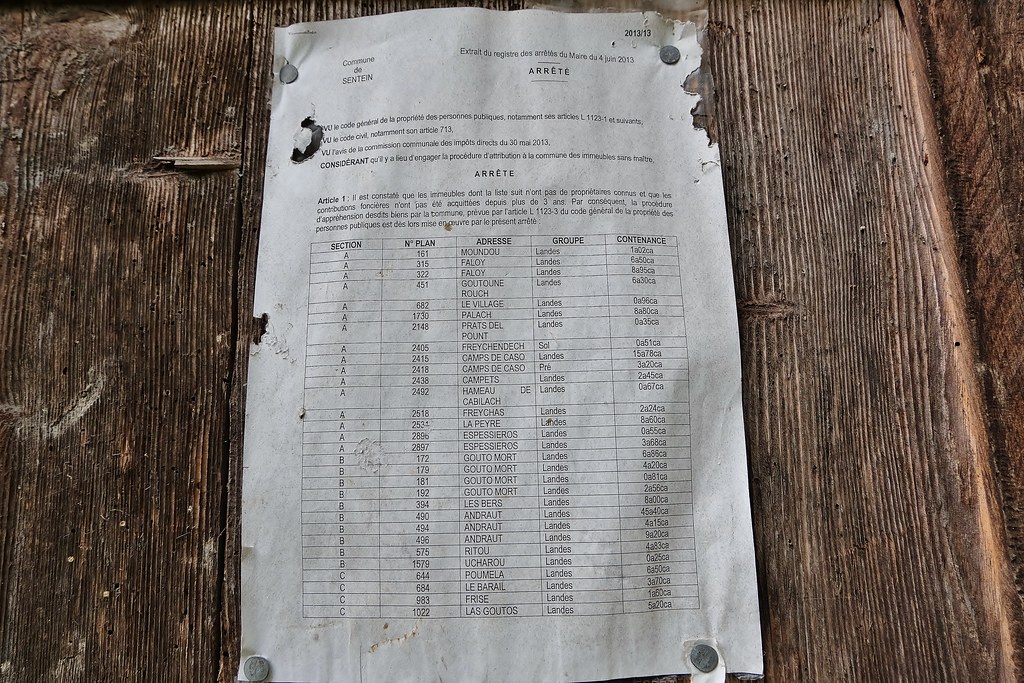 2013/13
Commune
de
SENTEIN
Extrait du registre des arrêtés du Maire du 4 juin 2013
ARRÊTÉ
VU le code général de la propriété des personnes publiques, notamment ses articles L 1123-1 et suivants,
VU le code civil, notamment son article 713,
VU l'avis de la commission communale des impôts directs du 30 mai 2013,
CONSIDÉRANT qu'il y a lieu d'engager la procédure d'attribution à la commune des immeubles sans maître,
ARRÊTE
Article 1 : Il est constaté que les immeubles dont la liste suit n'ont pas de propriétaires connus et que les
contributions foncières n'ont pas été acquittées depuis plus de 3 ans. Par conséquent, la procédure
d'appréhension desdits biens par la commune, prévue par l'article L 1123-3 du code général de la propriété des
personnes publiques est dès lors mise en œuvre par le présent arrêté :
SECTION N° PLAN ADRESSE GROUPE CONTENANCE
A 161 MOUNDOU Landes 1a02ca
A 315 FALOY Landes 6a50ca
A 322 FALOY Landes 8a95ca
A 451 GOUTOUNE Landes 6a30ca
ROUCH
A 682 LE VILLAGE Landes 0a96ca
A 1730 PALACH Landes 8a80ca
A 2148 PRATS DEL Landes 0a35ca
POUNT
A 2405 FREYCHENDECH Sol 0a51ca
A 2415 CAMPS DE CASO Landes 15a78ca
A 2418 CAMPS DE CASO Pré 3a20ca
A 2438 CAMPETS Landes 2a45ca
A 2492 HAMEAU DE Landes 0a67ca
CABILACH
A 2518 FREYCHAS Landes 2a24ca
A LA PEYRE Landes 8a60ca
A 2896 ESPESSIEROS Landes 0a55ca
A 2897 ESPESSIEROS Landes 3a68ca
B 172 GOUTO MORT Landes 6a86ca
B 179 GOUTO MORT Landes 4a20ca
B 181 GOUTO MORT Landes 0a81ca
B 192 GOUTO MORT Landes 2a56ca
B 394 LES BERS Landes 8a00ca
B 490 ANDRAUT Landes 45a40ca
B 494 ANDRAUT Landes 4a15ca
B 496 ANDRAUT Landes 9a20ca
B 575 RITOU Landes 4a83ca
B 1579 UCHAROU Landes 0a25ca
C 644 POUMELA Landes 6a50ca
C 684 LE BARAIL Landes 3a70ca
C 983 FRISE Landes 1a60ca
C 1022 LAS GOUTOS Landes 5a20ca